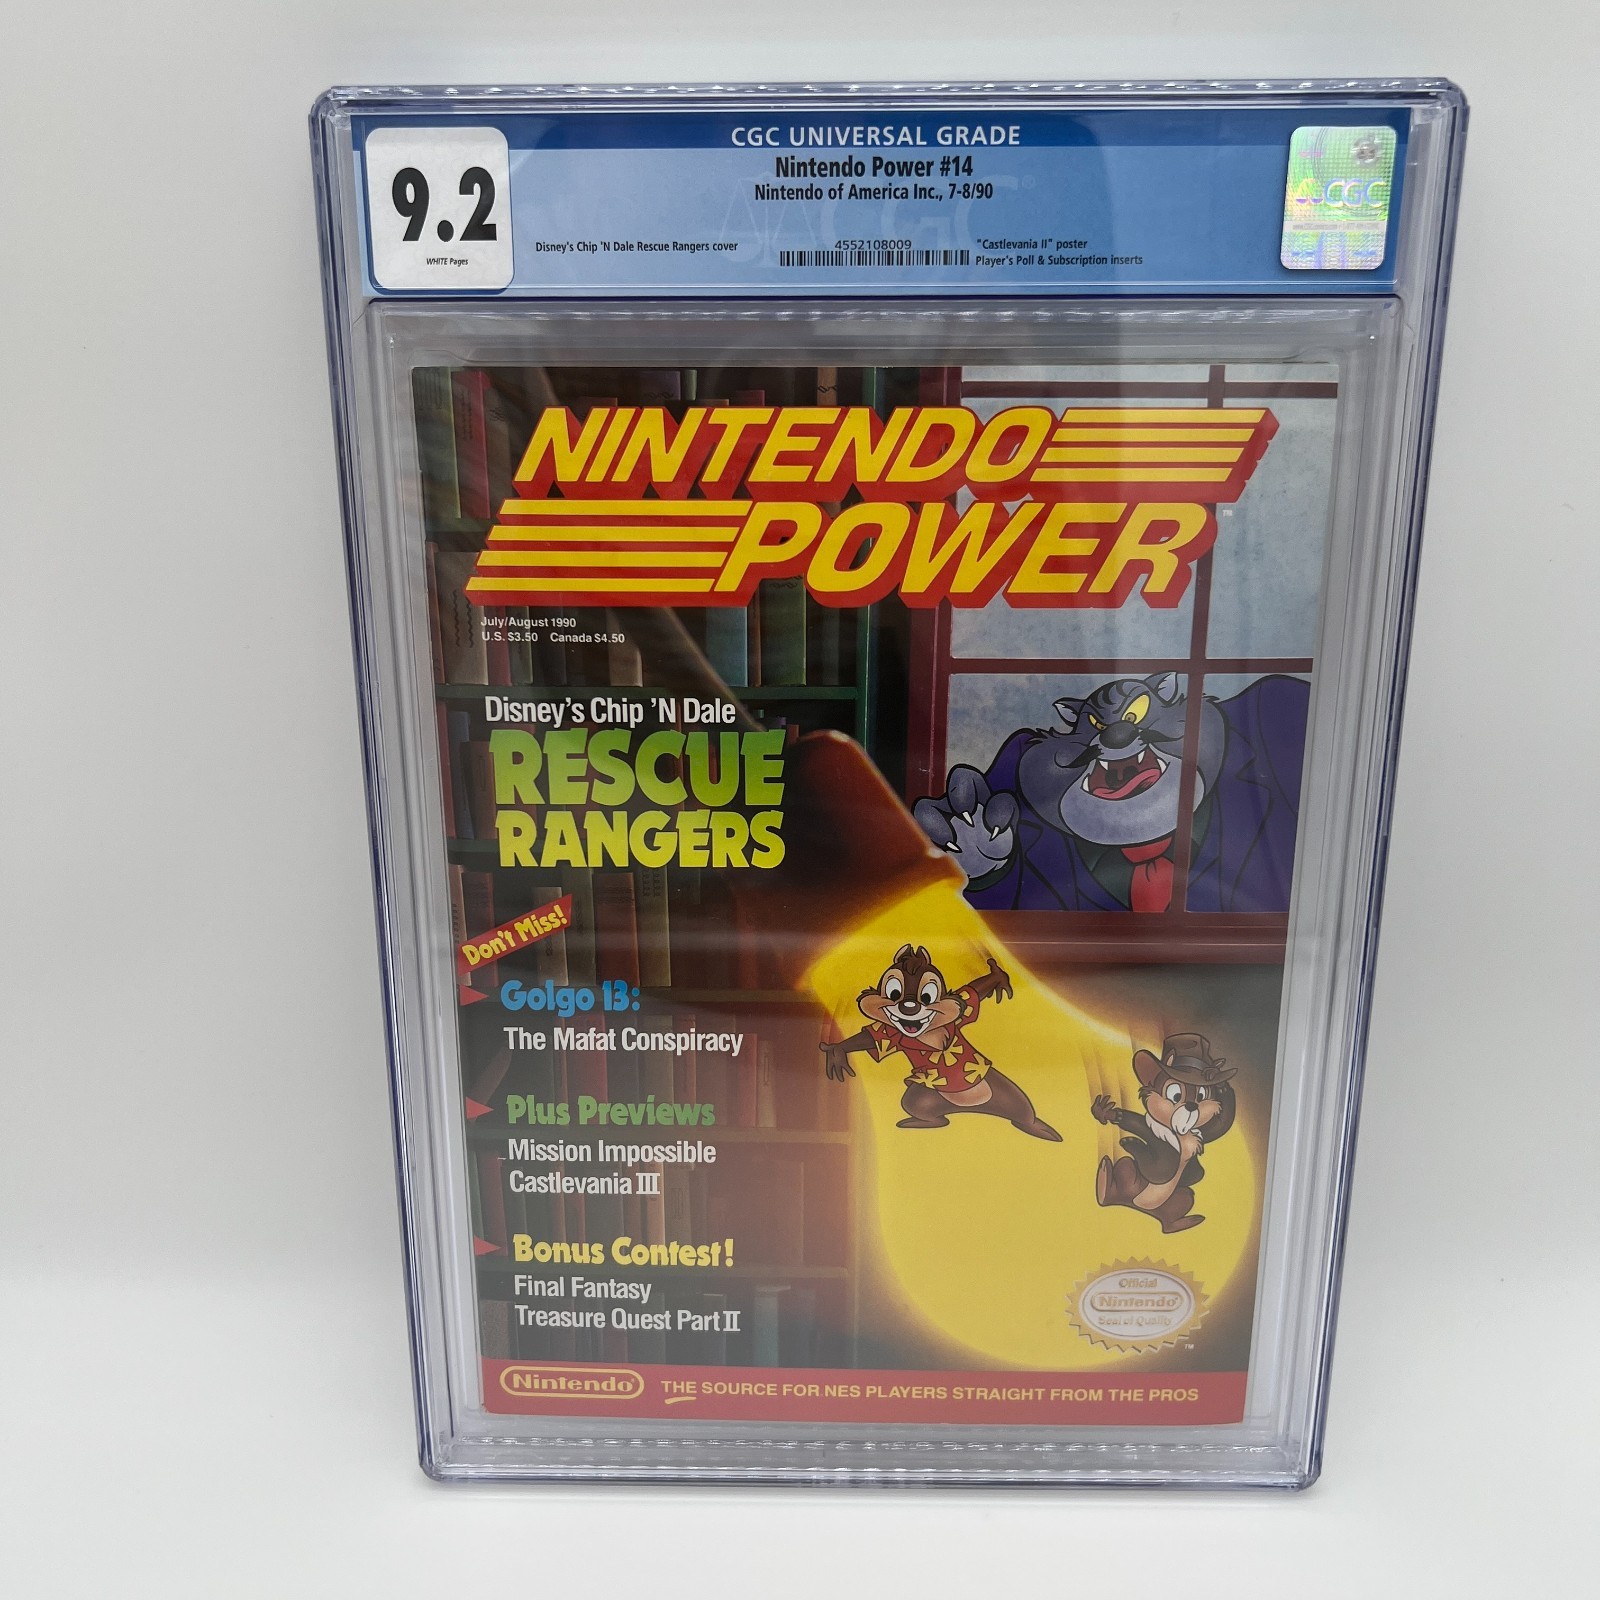 CGC UNIVERSAL GRADE
9.2
WHITE Pages
Nintendo Power #14
Nintendo of America Inc., 7-8/90
Disney's Chip 'N Dale Rescue Rangers cover
4552108009
"Castlevania II" poster
Player's Poll & Subscription inserts
CGC
NINTENDO
POWER
TM
July/August 1990
U.S. $3.50 Canada $4.50
Disney's Chip 'N Dale
RESCUE
RANGERS
Don't Miss!
Golgo 13:
The Mafat Conspiracy
Plus Previews
Mission Impossible
Castlevania III
Bonus Contest!
Final Fantasy
Treasure Quest Part II
Official
Nintendo
Seal of Quality
TM
Nintendo®
THE SOURCE FOR NES PLAYERS STRAIGHT FROM THE PROS